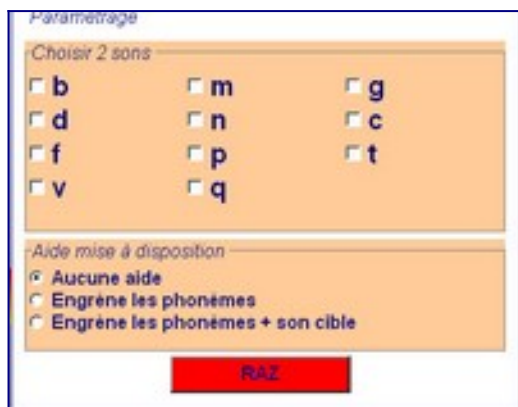 Paramétrage
Choisir 2 sons
b m g
d n c
f p t
v q
Aide mise à disposition
Aucune aide
Engrène les phonèmes
Engrène les phonèmes + son cible
RAZ